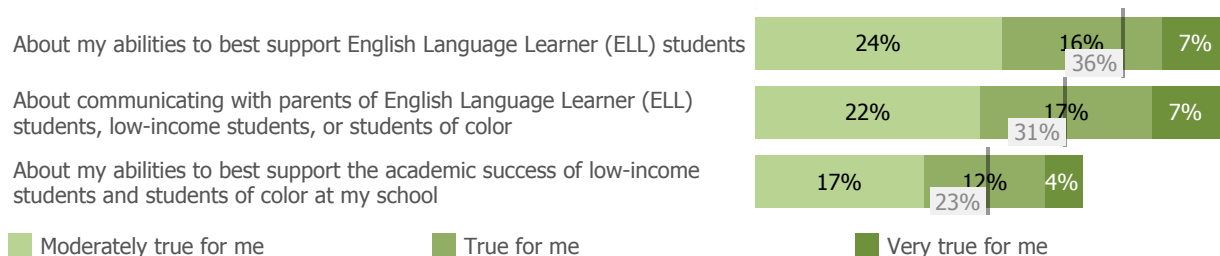 About my abilities to best support English Language Learner (ELL) students
24%
16%
7%
36%
About communicating with parents of English Language Learner (ELL)
students, low-income students, or students of color
22%
17%
7%
31%
About my abilities to best support the academic success of low-income
students and students of color at my school
17%
12%
4%
23%
Moderately true for me
True for me
Very true for me